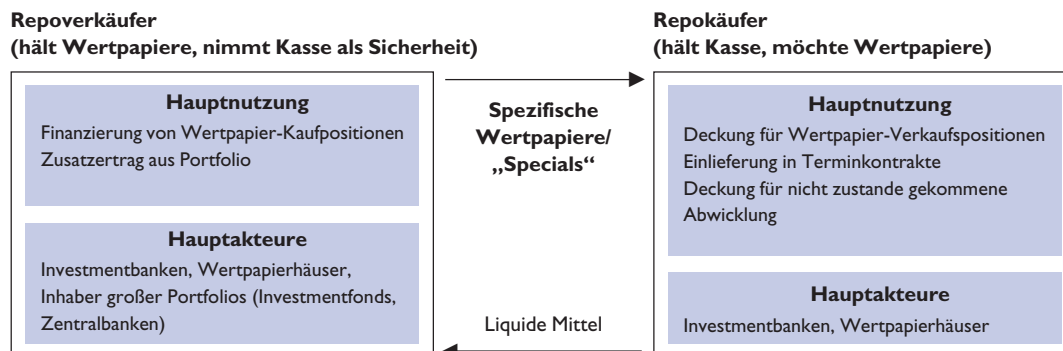 Repoverkäufer
(hält Wertpapiere, nimmt Kasse als Sicherheit)
Hauptnutzung
Finanzierung von Wertpapier-Kaufpositionen
Zusatzertrag aus Portfolio
Hauptakteure
Investmentbanken, Wertpapierhäuser,
Inhaber großer Portfolios (Investmentfonds,
Zentralbanken)
Spezifische
Wertpapiere/
„Specials“
Liquide Mittel
Repokäufer
(hält Kasse, möchte Wertpapiere)
Hauptnutzung
Deckung für Wertpapier-Verkaufspositionen
Einlieferung in Terminkontrakte
Deckung für nicht zustande gekommene
Abwicklung
Hauptakteure
Investmentbanken, Wertpapierhäuser